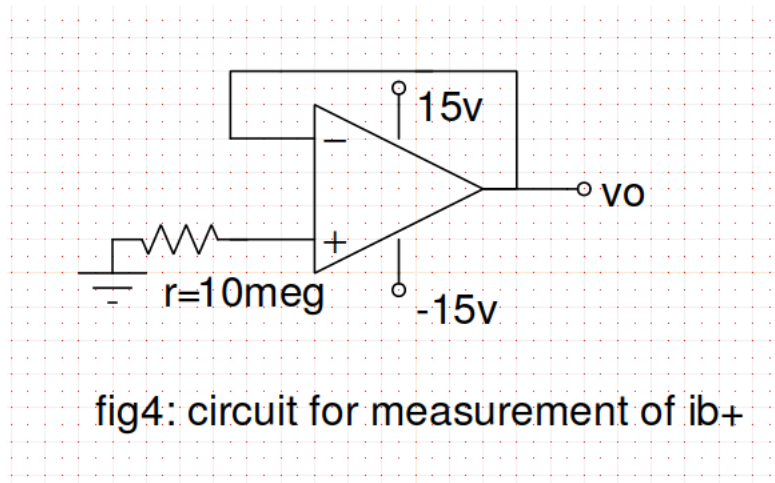 15v
−
vo
+
r=10meg
-15v
fig4: circuit for measurement of ib+